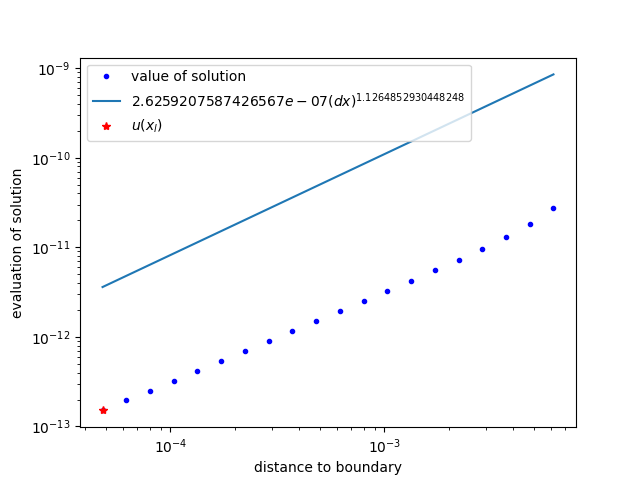 value of solution
2.6259207587426567e − 07(dx)^1.1264852930448248
u(x_l)
10^−9
10^−10
10^−11
10^−12
10^−13
evaluation of solution
10^−4
10^−3
distance to boundary